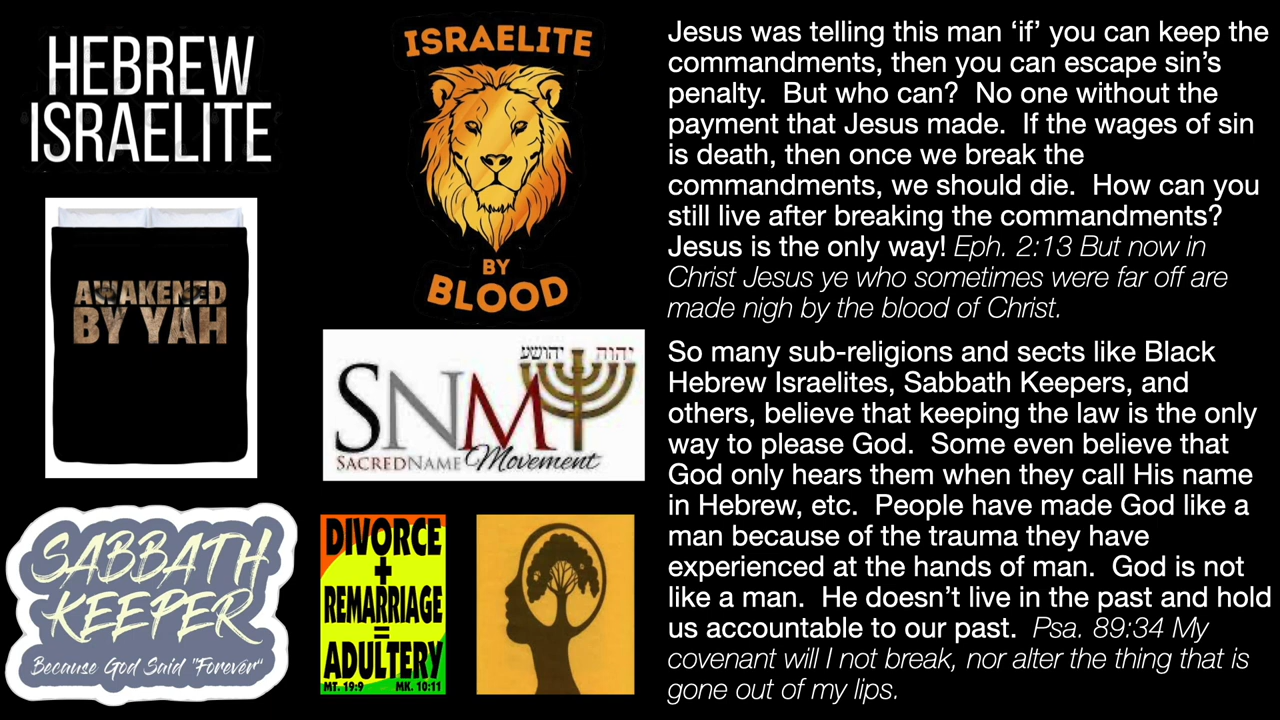 HEBREW
ISRAELITE
ISRAELITE
BY
BLOOD
AWAKENED
BY YAH
יהושע יהוה
SNM
SACREDNAME Movement
SABBATH
KEEPER
Because God Said "Forever"
DIVORCE
+
REMARRIAGE
=
ADULTERY
MT. 19:9 MK. 10:11
Jesus was telling this man ‘if’ you can keep the
commandments, then you can escape sin’s
penalty.  But who can?  No one without the
payment that Jesus made.  If the wages of sin
is death, then once we break the
commandments, we should die.  How can you
still live after breaking the commandments?
Jesus is the only way! Eph. 2:13 But now in
Christ Jesus ye who sometimes were far off are
made nigh by the blood of Christ.
So many sub-religions and sects like Black
Hebrew Israelites, Sabbath Keepers, and
others, believe that keeping the law is the only
way to please God.  Some even believe that
God only hears them when they call His name
in Hebrew, etc.  People have made God like a
man because of the trauma they have
experienced at the hands of man.  God is not
like a man.  He doesn’t live in the past and hold
us accountable to our past.  Psa. 89:34 My
covenant will I not break, nor alter the thing that is
gone out of my lips.